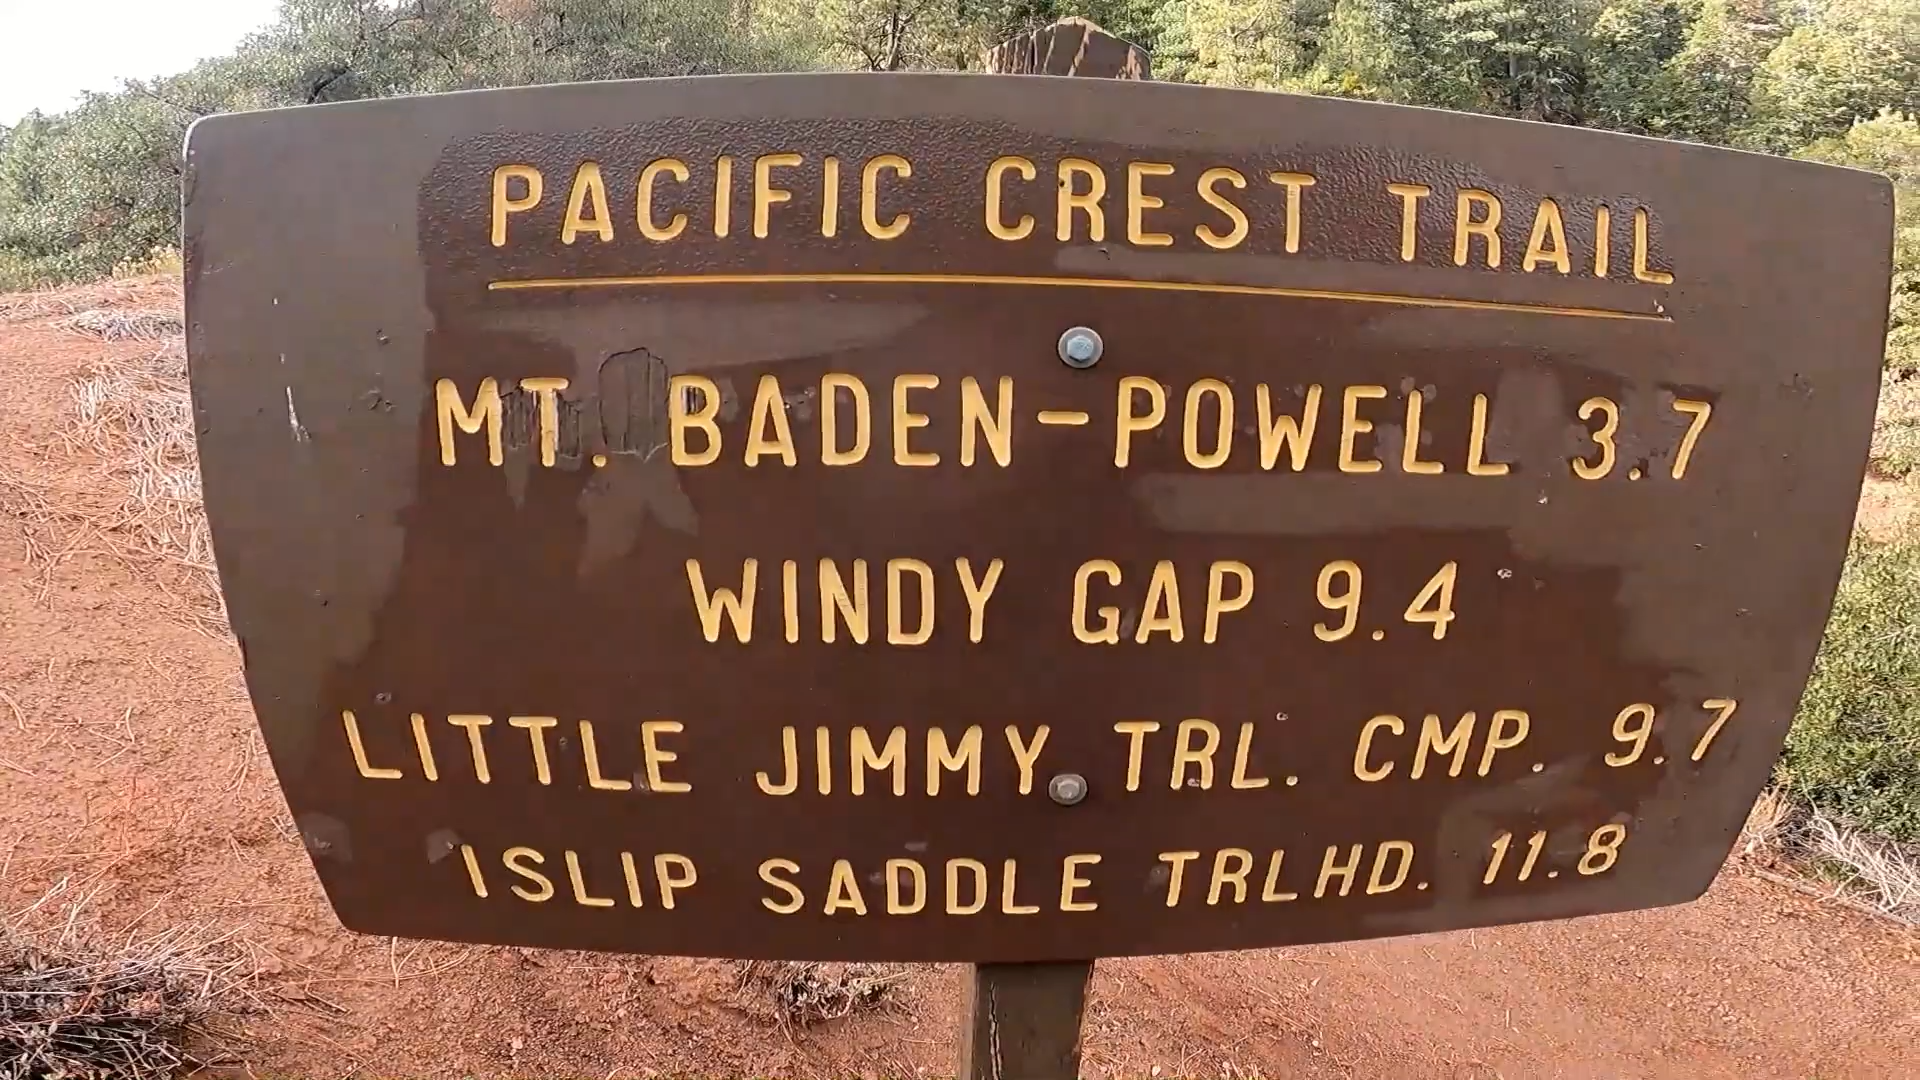 PACIFIC CREST TRAIL
MT. BADEN-POWELL 3.7
WINDY GAP 9.4
LITTLE JIMMY TRL. CMP. 9.7
ISLIP SADDLE TRLHD. 11.8